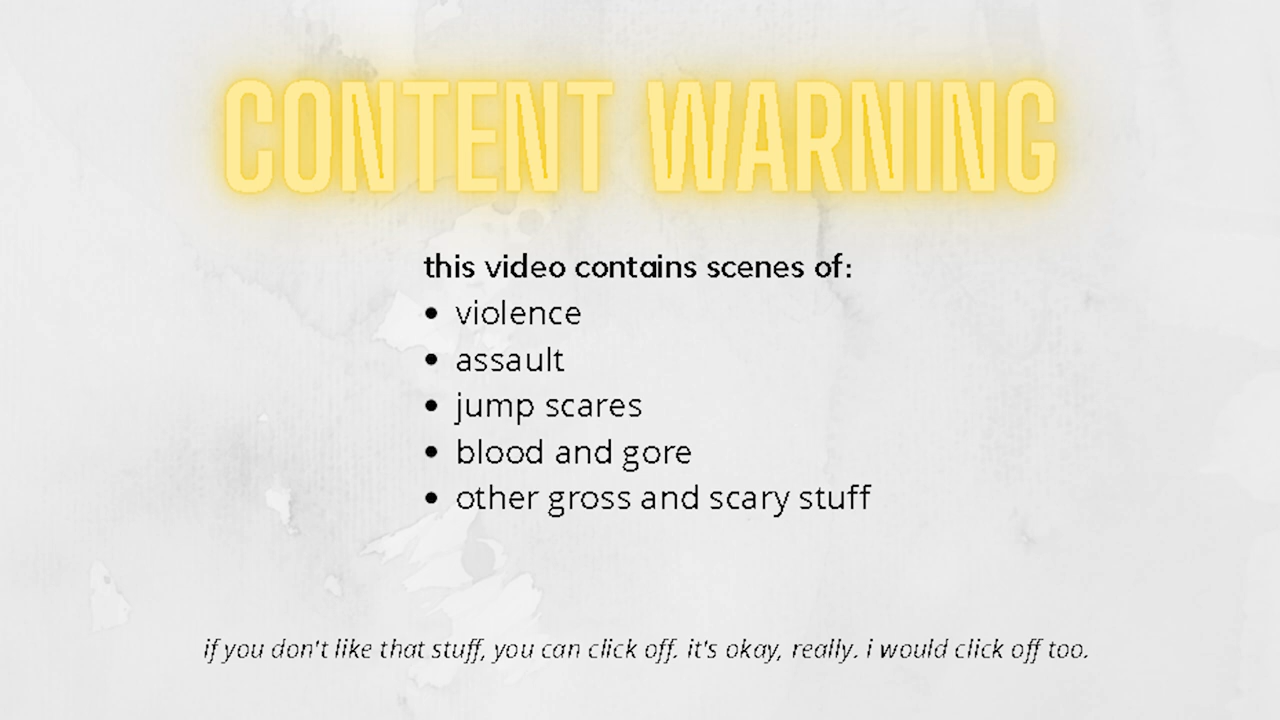 CONTENT WARNING
this video contains scenes of:
• violence
• assault
• jump scares
• blood and gore
• other gross and scary stuff
if you don't like that stuff, you can click off. it's okay, really. i would click off too.